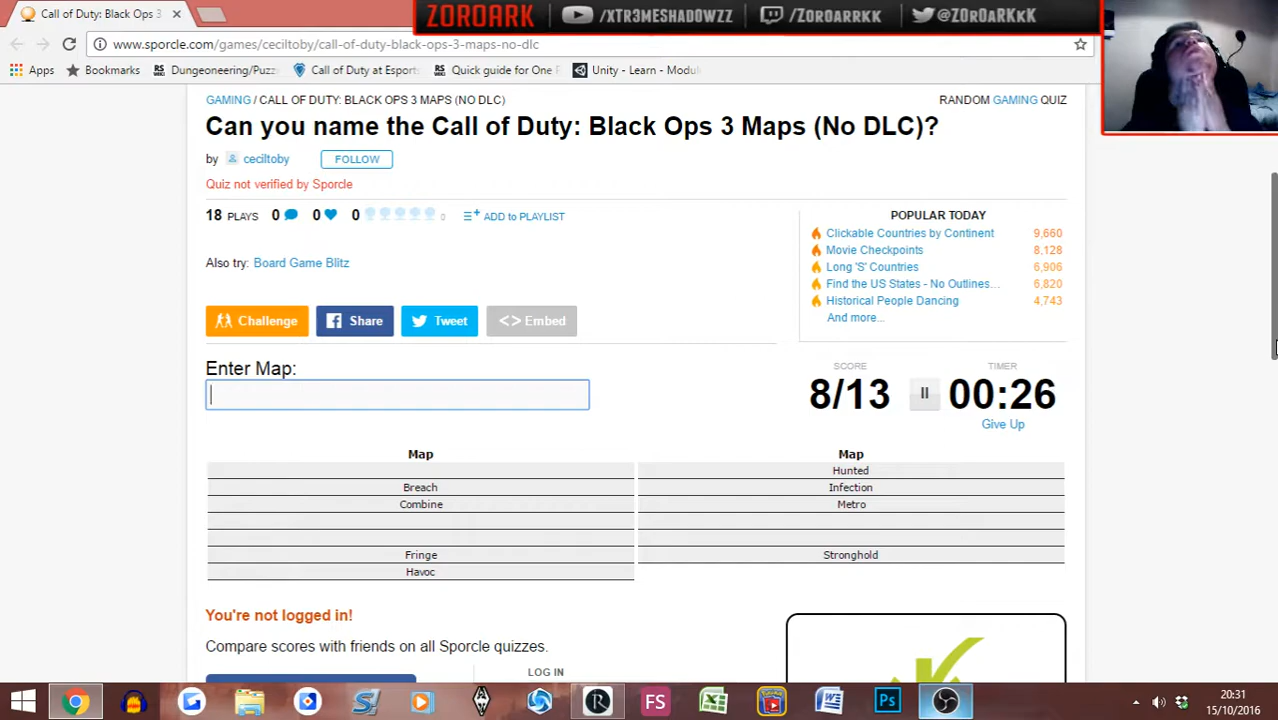 Call of Duty: Black Ops 3
ZOROARK /XTR3MESHADOWZZ /ZOROARRKK @ZOROARKKK
www.sporcle.com/games/ceciltoby/call-of-duty-black-ops-3-maps-no-dlc
Apps Bookmarks Dungeoneering/Puzz Call of Duty at Esport Quick guide for One Unity - Learn - Modu
GAMING / CALL OF DUTY: BLACK OPS 3 MAPS (NO DLC) RANDOM GAMING QUIZ
Can you name the Call of Duty: Black Ops 3 Maps (No DLC)?
by ceciltoby FOLLOW
Quiz not verified by Sporcle
18 PLAYS 0 0 0 0 ADD to PLAYLIST
POPULAR TODAY
Clickable Countries by Continent 9,660
Movie Checkpoints 8,128
Long 'S' Countries 6,906
Find the US States - No Outlines... 6,820
Historical People Dancing 4,743
And more...
Also try: Board Game Blitz
Challenge Share Tweet <> Embed
Enter Map:
SCORE TIMER
8/13 00:26
Give Up
Map Map
Hunted
Breach Infection
Combine Metro
Fringe Stronghold
Havoc
You're not logged in!
Compare scores with friends on all Sporcle quizzes.
LOG IN
FS Ps
20:31
15/10/2016